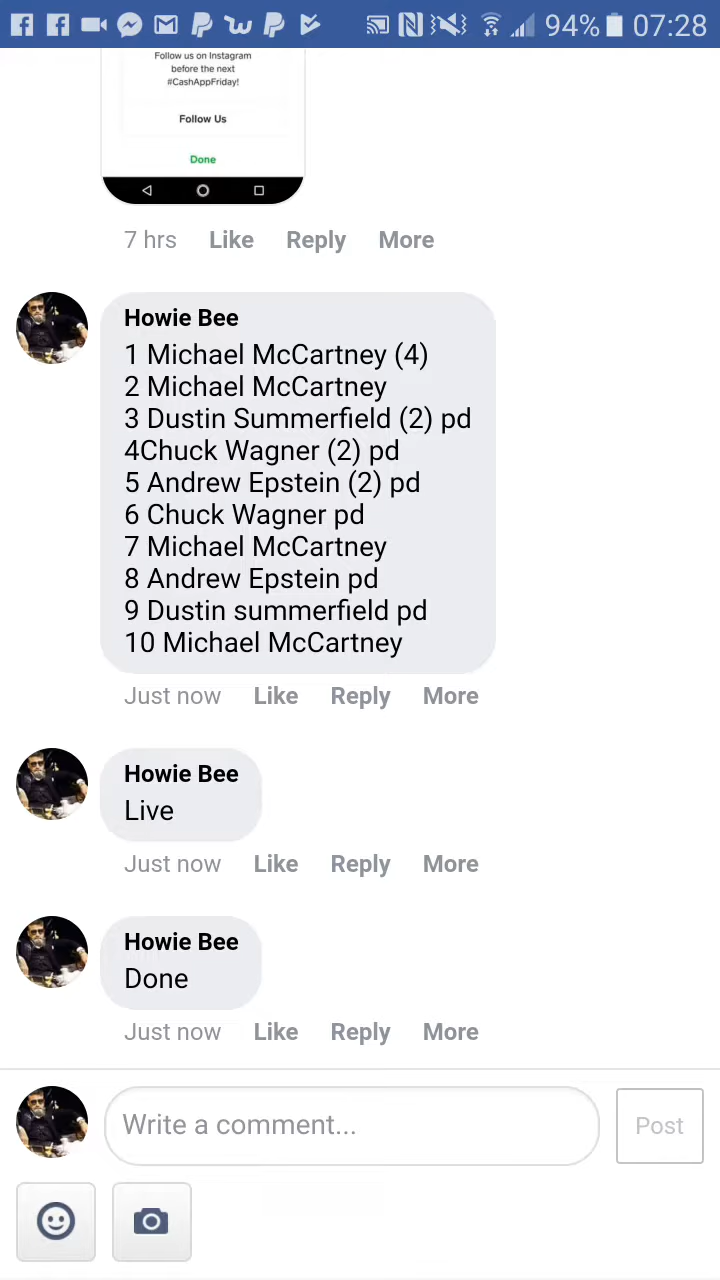 94% 07:28
Follow us on Instagram
before the next
#CashAppFriday!
Follow Us
Done
7 hrs Like Reply More
Howie Bee
1 Michael McCartney (4)
2 Michael McCartney
3 Dustin Summerfield (2) pd
4Chuck Wagner (2) pd
5 Andrew Epstein (2) pd
6 Chuck Wagner pd
7 Michael McCartney
8 Andrew Epstein pd
9 Dustin summerfield pd
10 Michael McCartney
Just now Like Reply More
Howie Bee
Live
Just now Like Reply More
Howie Bee
Done
Just now Like Reply More
Write a comment...
Post